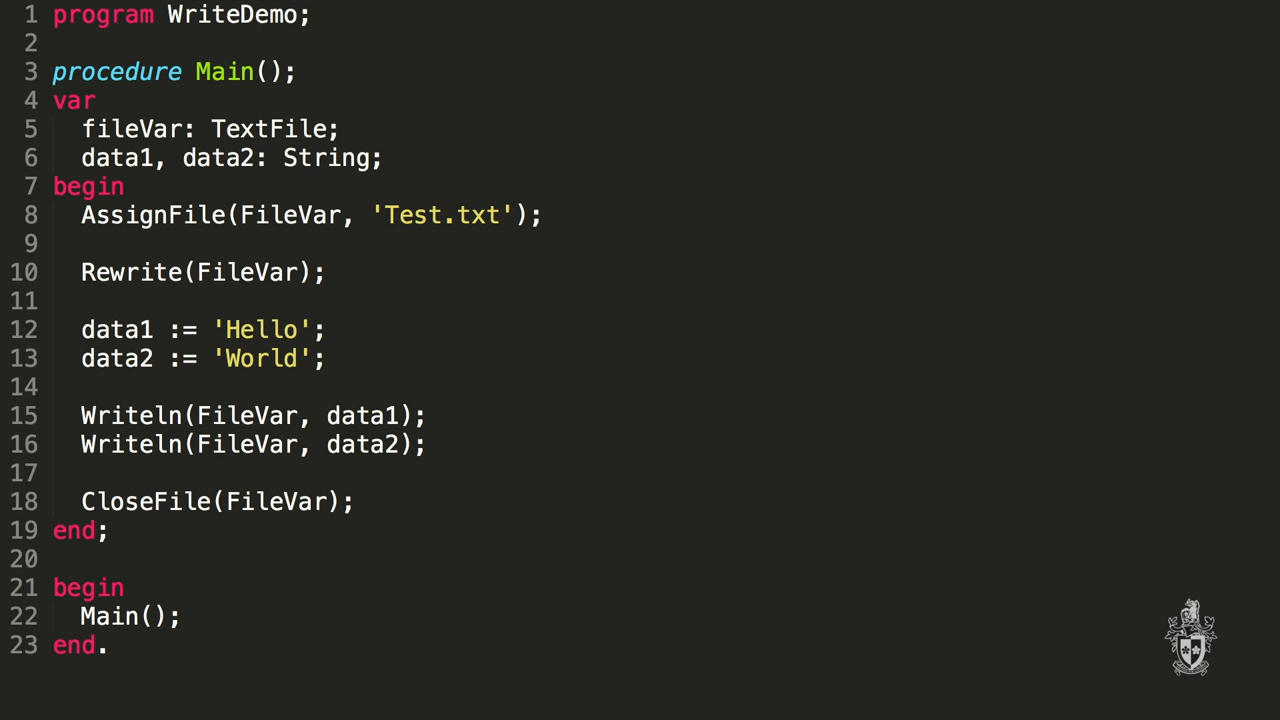 1 program WriteDemo;
2
3 procedure Main();
4 var
5   fileVar: TextFile;
6   data1, data2: String;
7 begin
8   AssignFile(FileVar, 'Test.txt');
9
10   Rewrite(FileVar);
11
12   data1 := 'Hello';
13   data2 := 'World';
14
15   Writeln(FileVar, data1);
16   Writeln(FileVar, data2);
17
18   CloseFile(FileVar);
19 end;
20
21 begin
22   Main();
23 end.